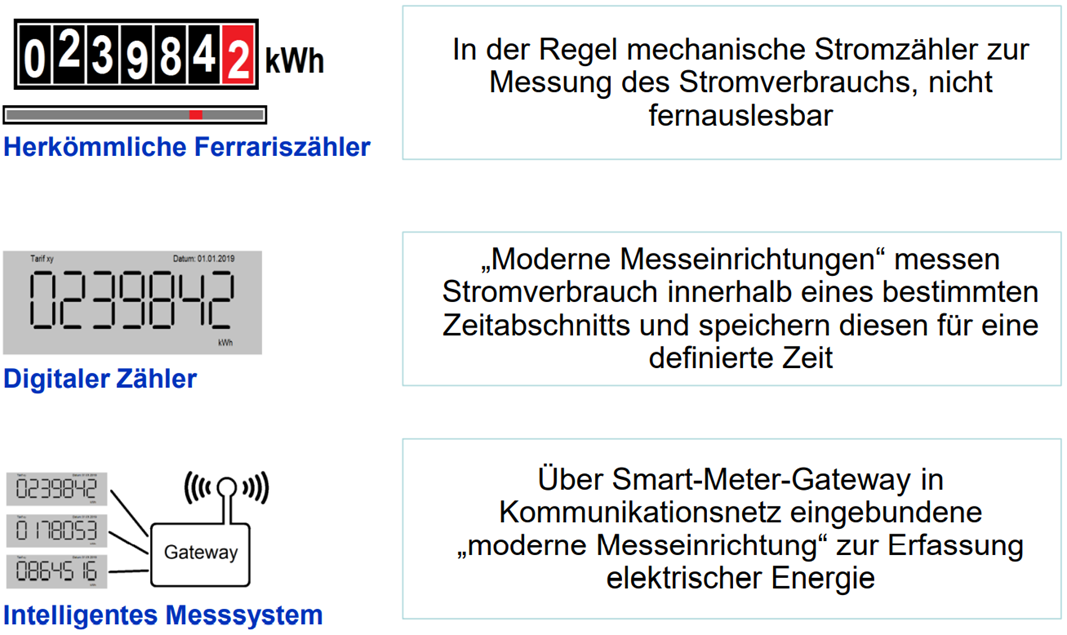 0239842 kWh
Herkömmliche Ferrariszähler
In der Regel mechanische Stromzähler zur
Messung des Stromverbrauchs, nicht
fernauslesbar
Tarif xy
Datum: 01.01.2019
0239842
kWh
Digitaler Zähler
„Moderne Messeinrichtungen“ messen
Stromverbrauch innerhalb eines bestimmten
Zeitabschnitts und speichern diesen für eine
definierte Zeit
0239842
0178053
0864516
Gateway
Intelligentes Messsystem
Über Smart-Meter-Gateway in
Kommunikationsnetz eingebundene
„moderne Messeinrichtung“ zur Erfassung
elektrischer Energie